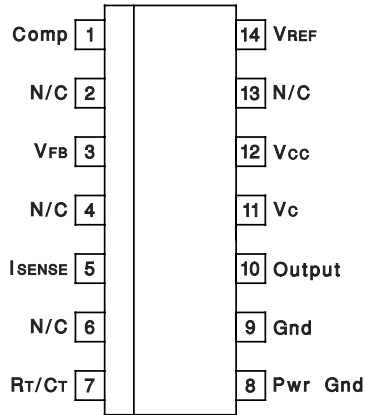 Comp 1 14 VREF
N/C 2 13 N/C
VFB 3 12 VCC
N/C 4 11 VC
ISENSE 5 10 Output
N/C 6 9 Gnd
RT/CT 7 8 Pwr Gnd